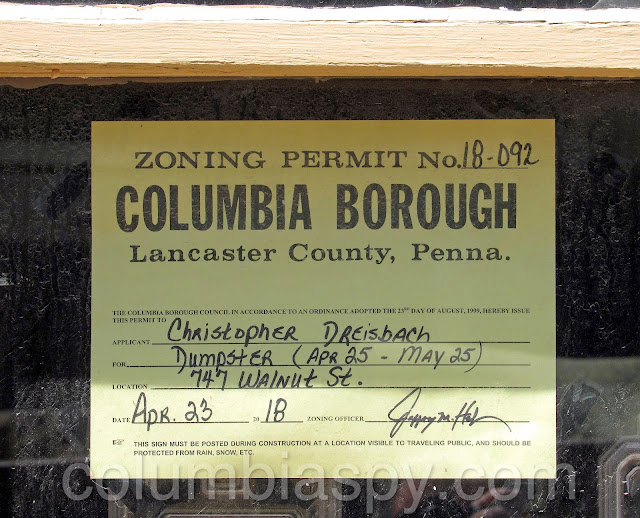 ZONING PERMIT No. 18-092
COLUMBIA BOROUGH
Lancaster County, Penna.
THE COLUMBIA BOROUGH COUNCIL IN ACCORDANCE TO AN ORDINANCE ADOPTED THE 23RD DAY OF AUGUST, 1999, HEREBY ISSUE
THIS PERMIT TO
APPLICANT Christopher Dreisbach
FOR Dumpster (Apr 25 - May 25)
LOCATION 747 Walnut St.
DATE Apr. 23 2018 ZONING OFFICER
THIS SIGN MUST BE POSTED DURING CONSTRUCTION AT A LOCATION VISIBLE TO TRAVELING PUBLIC, AND SHOULD BE
PROTECTED FROM RAIN, SNOW, ETC.
columbiaspy.com